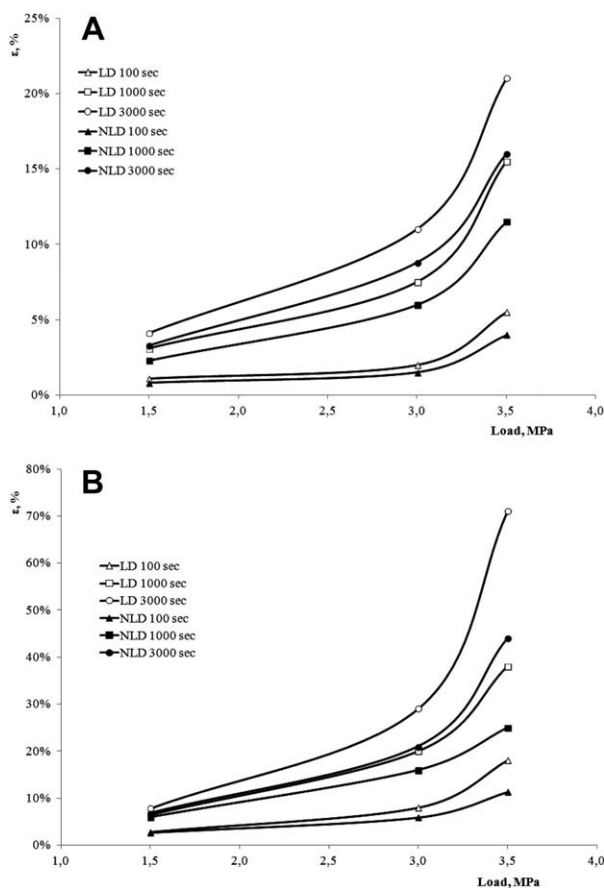 A
ε, %
25%
20%
15%
10%
5%
0%
LD 100 sec
LD 1000 sec
LD 3000 sec
NLD 100 sec
NLD 1000 sec
NLD 3000 sec
1,0 1,5 2,0 2,5 3,0 3,5 4,0
Load, MPa
B
ε, %
80%
70%
60%
50%
40%
30%
20%
10%
0%
LD 100 sec
LD 1000 sec
LD 3000 sec
NLD 100 sec
NLD 1000 sec
NLD 3000 sec
1,0 1,5 2,0 2,5 3,0 3,5 4,0
Load, MPa